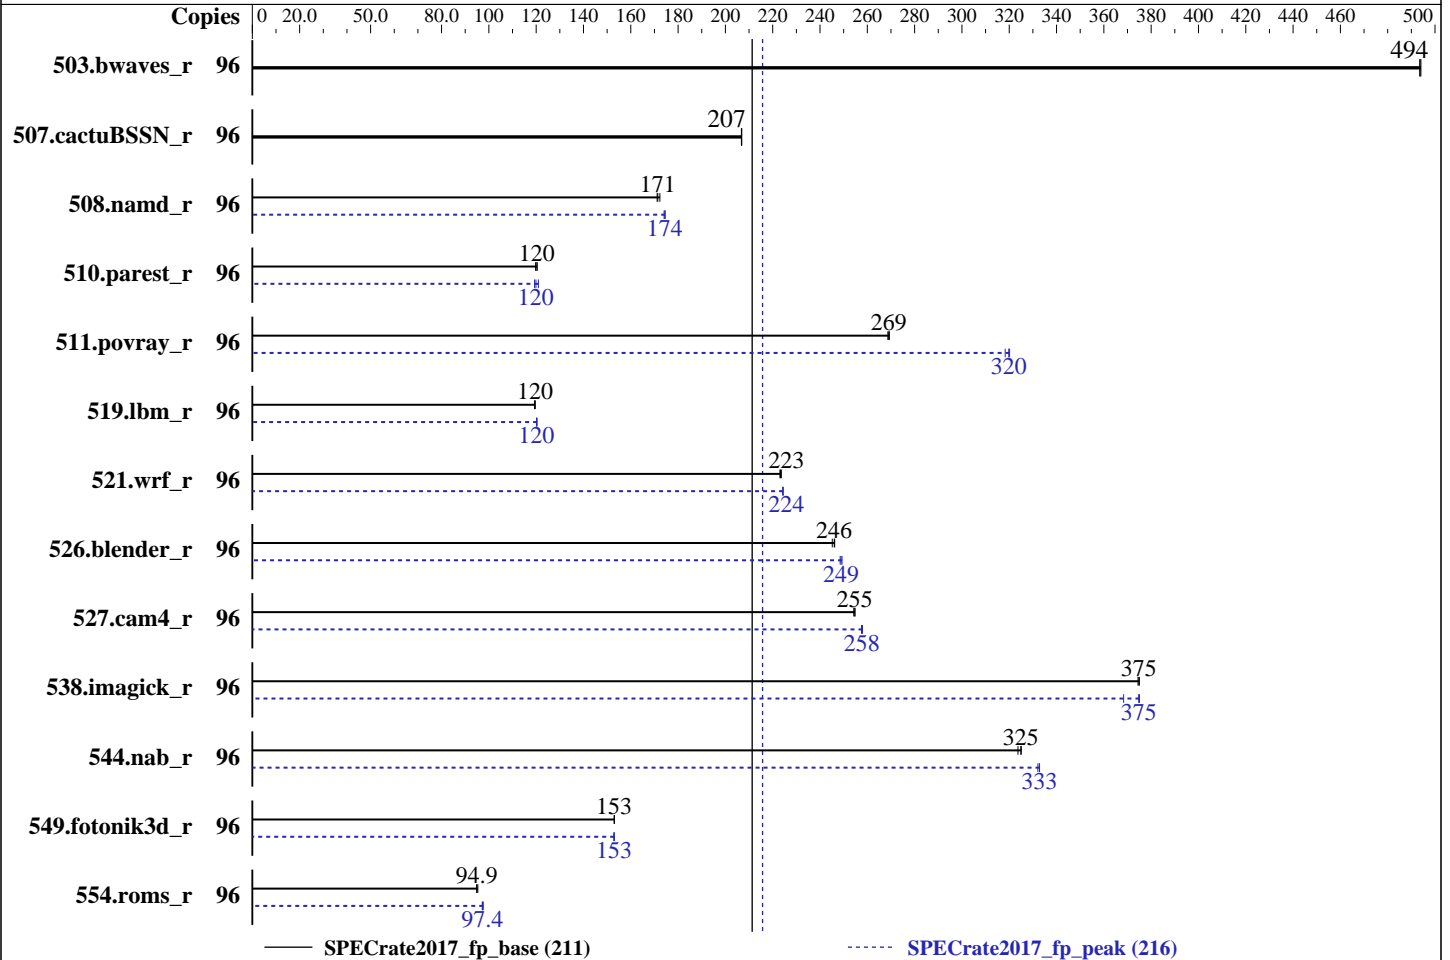 Copies 0 20.0 50.0 80.0 100 120 140 160 180 200 220 240 260 280 300 320 340 360 380 400 420 440 460 500
503.bwaves_r 96 494
507.cactuBSSN_r 96 207
508.namd_r 96 171
174
510.parest_r 96 120
120
511.povray_r 96 269
320
519.lbm_r 96 120
120
521.wrf_r 96 223
224
526.blender_r 96 246
249
527.cam4_r 96 255
258
538.imagick_r 96 375
375
544.nab_r 96 325
333
549.fotonik3d_r 96 153
153
554.roms_r 96 94.9
97.4
SPECrate2017_fp_base (211) SPECrate2017_fp_peak (216)